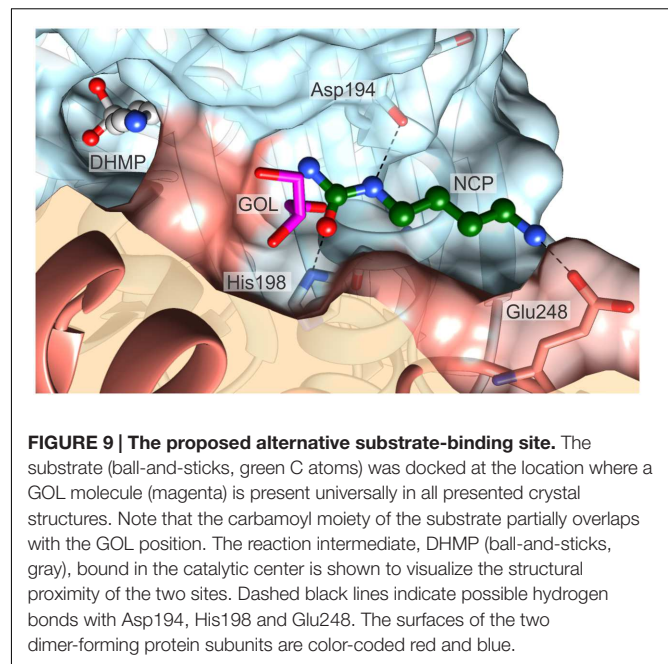 Asp194
DHMP
NCP
GOL
His198
Glu248
FIGURE 9 | The proposed alternative substrate-binding site. The
substrate (ball-and-sticks, green C atoms) was docked at the location where a
GOL molecule (magenta) is present universally in all presented crystal
structures. Note that the carbamoyl moiety of the substrate partially overlaps
with the GOL position. The reaction intermediate, DHMP (ball-and-sticks,
gray), bound in the catalytic center is shown to visualize the structural
proximity of the two sites. Dashed black lines indicate possible hydrogen
bonds with Asp194, His198 and Glu248. The surfaces of the two
dimer-forming protein subunits are color-coded red and blue.